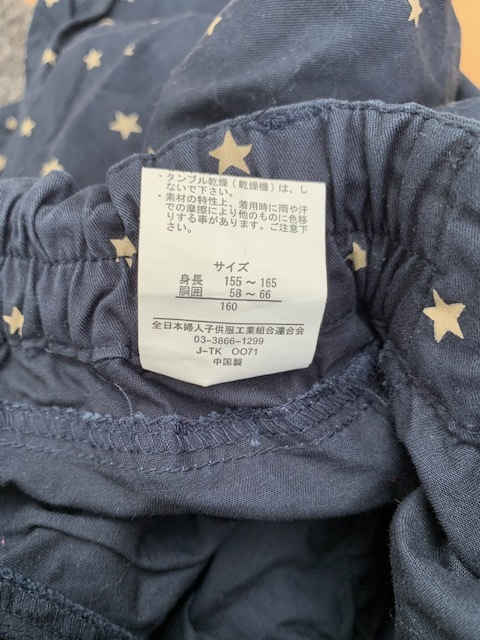 ・タンブル乾燥(乾燥機)は、し
ないで下さい。
・素材の特性上、着用時に雨や汗
での摩擦により他のものに色移
りする事があります。ご注意下
さい。
サイズ
身長 155～165
胴囲 58～66
160
全日本婦人子供服工業組合連合会
03-3866-1299
J-TK OO71
中国製